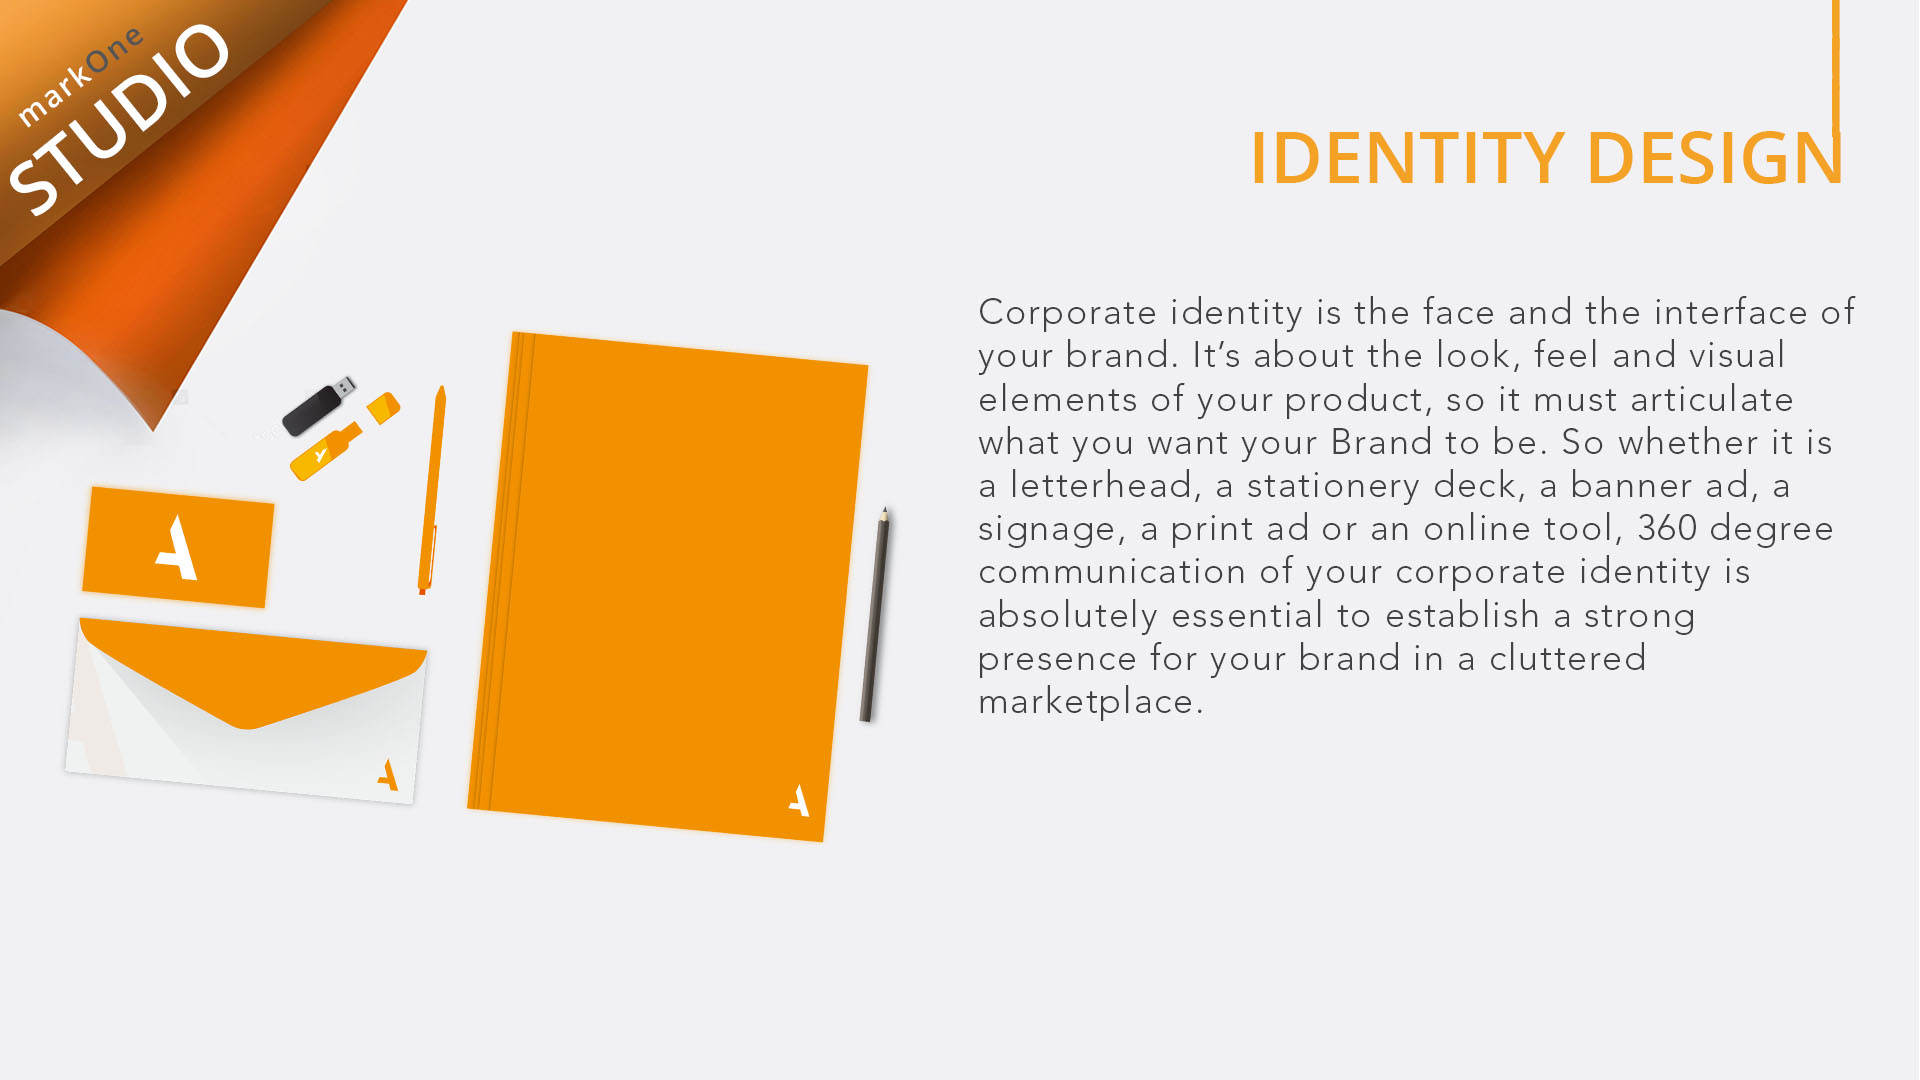 markOne
STUDIO
IDENTITY DESIGN
Corporate identity is the face and the interface of
your brand. It’s about the look, feel and visual
elements of your product, so it must articulate
what you want your Brand to be. So whether it is
a letterhead, a stationery deck, a banner ad, a
signage, a print ad or an online tool, 360 degree
communication of your corporate identity is
absolutely essential to establish a strong
presence for your brand in a cluttered
marketplace.